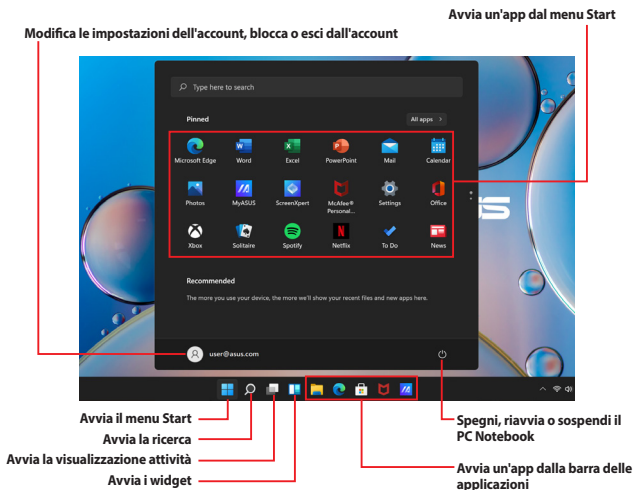 Avvia un'app dal menu Start
Modifica le impostazioni dell'account, blocca o esci dall'account
Type here to search
Pinned
All apps >
Microsoft Edge
Word
Excel
PowerPoint
Mail
Calendar
Photos
MyASUS
ScreenXpert
McAfee®
Personal...
Settings
Office
Xbox
Solitaire
Spotify
Netflix
To Do
News
Recommended
The more you use your device, the more we'll show your recent files and new apps here.
user@asus.com
Avvia il menu Start
Avvia la ricerca
Avvia la visualizzazione attività
Avvia i widget
Spegni, riavvia o sospendi il
PC Notebook
Avvia un'app dalla barra delle
applicazioni